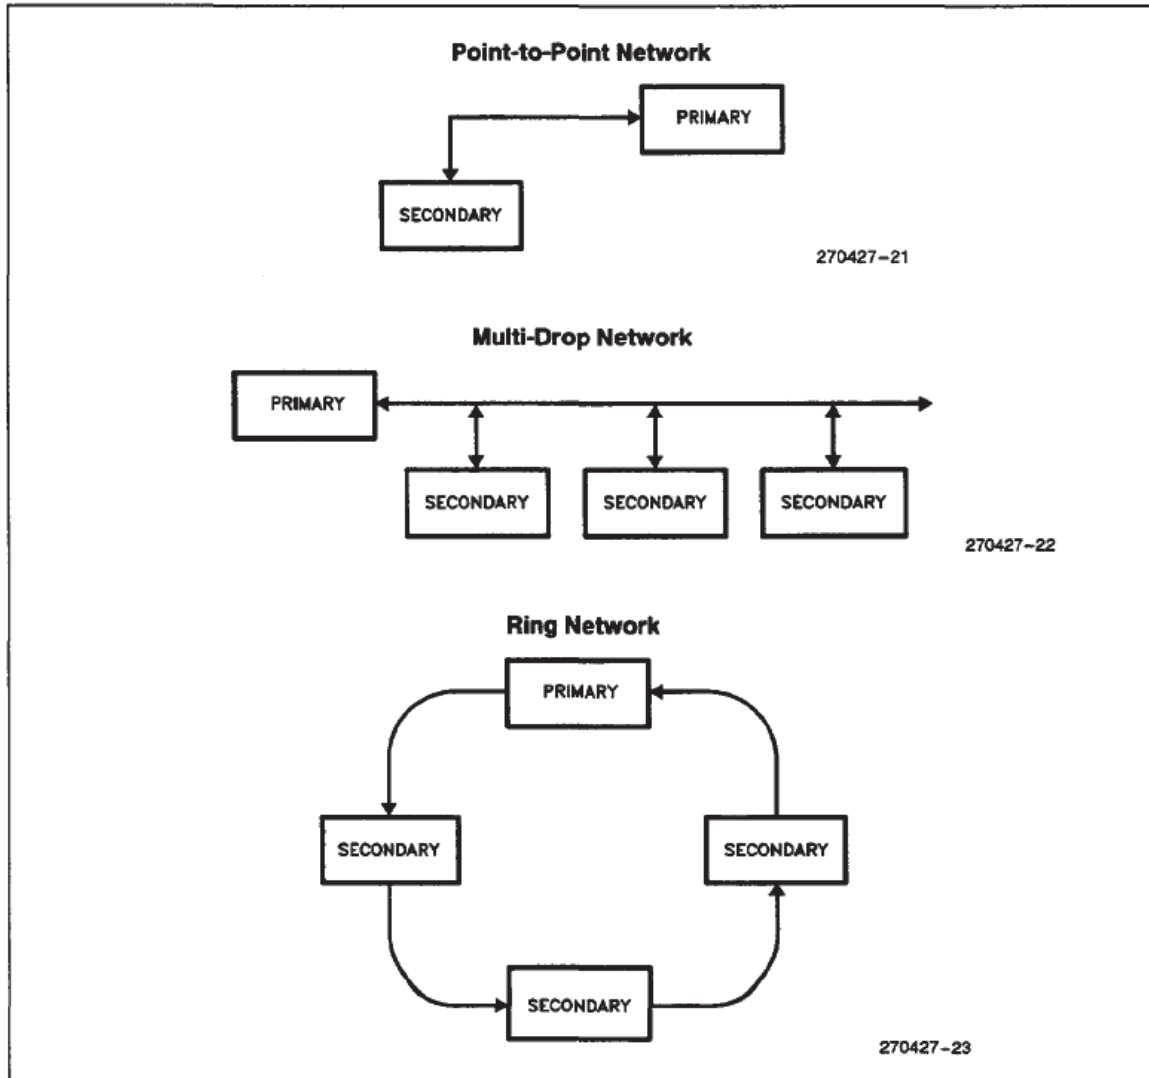 Point-to-Point Network
PRIMARY
SECONDARY
270427-21
Multi-Drop Network
PRIMARY
SECONDARY SECONDARY SECONDARY
270427-22
Ring Network
PRIMARY
SECONDARY SECONDARY
SECONDARY
270427-23